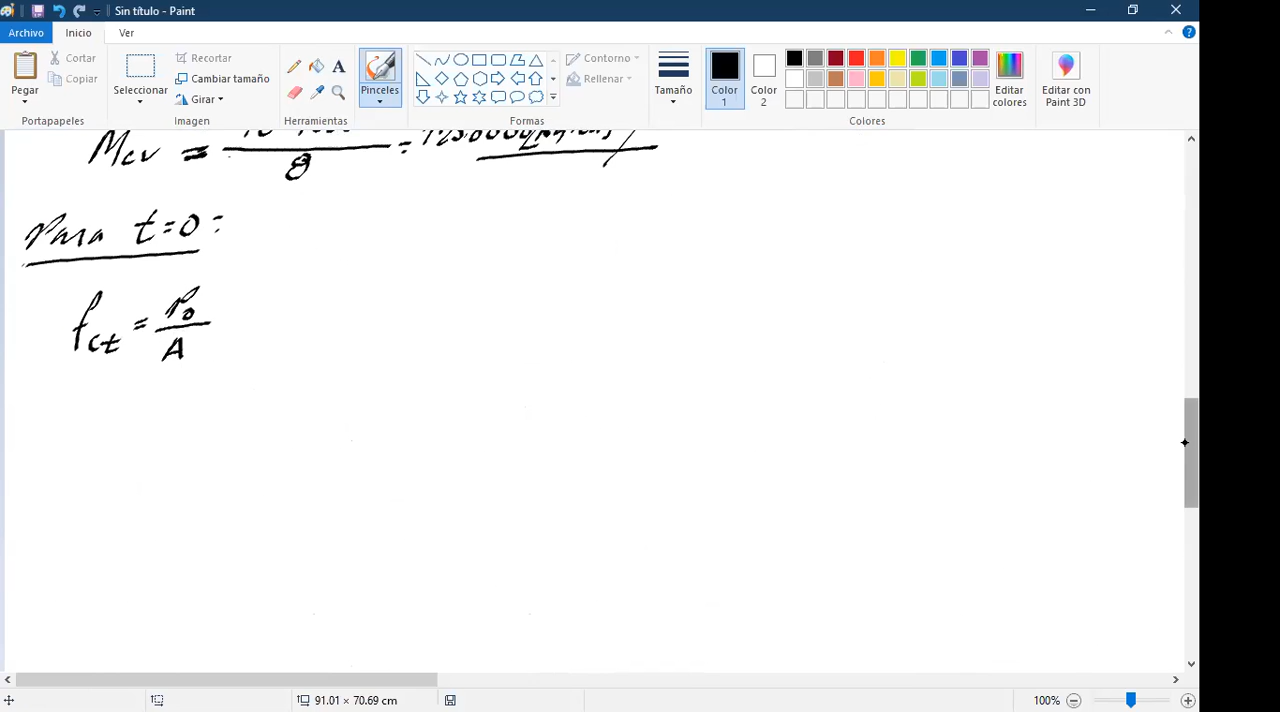 Sin título - Paint
Archivo Inicio Ver
Pegar
Cortar
Copiar
Portapapeles
Seleccionar
Recortar
Cambiar tamaño
Girar
Imagen
A
Herramientas
Pinceles
Contorno
Rellenar
Formas
Tamaño
Color 1
Color 2
Editar colores
Editar con Paint 3D
Colores
Mcv = / 8 =
Para t=0:
fct = P0 / A
91.01 × 70.69 cm
100%